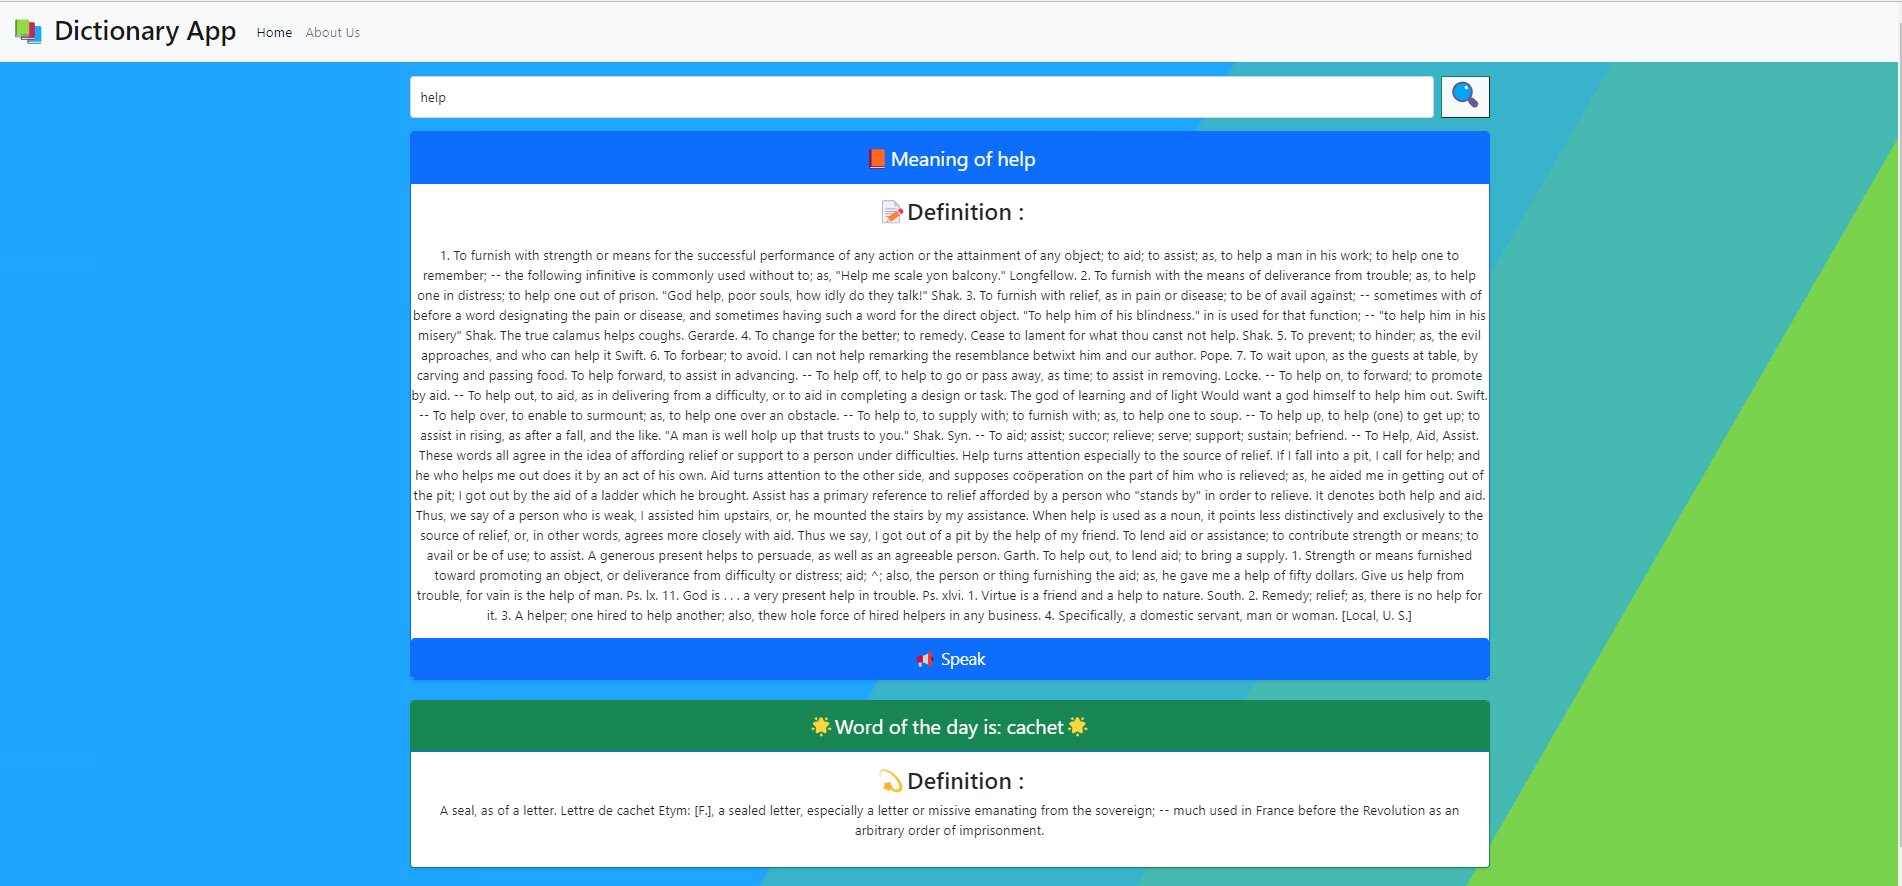 Dictionary App Home About Us
help
Meaning of help
Definition :
1. To furnish with strength or means for the successful performance of any action or the attainment of any object; to aid; to assist; as, to help a man in his work; to help one to
remember; -- the following infinitive is commonly used without to; as, "Help me scale yon balcony." Longfellow. 2. To furnish with the means of deliverance from trouble; as, to help
one in distress; to help one out of prison. "God help, poor souls, how idly do they talk!" Shak. 3. To furnish with relief, as in pain or disease; to be of avail against; -- sometimes with of
before a word designating the pain or disease, and sometimes having such a word for the direct object. "To help him of his blindness." in is used for that function; -- "to help him in his
misery" Shak. The true calamus helps coughs. Gerarde. 4. To change for the better; to remedy. Cease to lament for what thou canst not help. Shak. 5. To prevent; to hinder; as, the evil
approaches, and who can help it Swift. 6. To forbear; to avoid. I can not help remarking the resemblance betwixt him and our author. Pope. 7. To wait upon, as the guests at table, by
carving and passing food. To help forward, to assist in advancing. -- To help off, to help to go or pass away, as time; to assist in removing. Locke. -- To help on, to forward; to promote
by aid. -- To help out, to aid, as in delivering from a difficulty, or to aid in completing a design or task. The god of learning and of light Would want a god himself to help him out. Swift.
-- To help over, to enable to surmount; as, to help one over an obstacle. -- To help to, to supply with; to furnish with; as, to help one to soup. -- To help up, to help (one) to get up; to
assist in rising, as after a fall, and the like. "A man is well holp up that trusts to you." Shak. Syn. -- To aid; assist; succor; relieve; serve; support; sustain; befriend. -- To Help, Aid, Assist.
These words all agree in the idea of affording relief or support to a person under difficulties. Help turns attention especially to the source of relief. If I fall into a pit, I call for help; and
he who helps me out does it by an act of his own. Aid turns attention to the other side, and supposes coöperation on the part of him who is relieved; as, he aided me in getting out of
the pit; I got out by the aid of a ladder which he brought. Assist has a primary reference to relief afforded by a person who "stands by" in order to relieve. It denotes both help and aid.
Thus, we say of a person who is weak, I assisted him upstairs, or, he mounted the stairs by my assistance. When help is used as a noun, it points less distinctively and exclusively to the
source of relief, or, in other words, agrees more closely with aid. Thus we say, I got out of a pit by the help of my friend. To lend aid or assistance; to contribute strength or means; to
avail or be of use; to assist. A generous present helps to persuade, as well as an agreeable person. Garth. To help out, to lend aid; to bring a supply. 1. Strength or means furnished
toward promoting an object, or deliverance from difficulty or distress; aid; ^; also, the person or thing furnishing the aid; as, he gave me a help of fifty dollars. Give us help from
trouble, for vain is the help of man. Ps. lx. 11. God is . . . a very present help in trouble. Ps. xlvi. 1. Virtue is a friend and a help to nature. South. 2. Remedy; relief; as, there is no help for
it. 3. A helper; one hired to help another; also, thew hole force of hired helpers in any business. 4. Specifically, a domestic servant, man or woman. [Local, U. S.]
Speak
Word of the day is: cachet
Definition :
A seal, as of a letter. Lettre de cachet Etym: [F.], a sealed letter, especially a letter or missive emanating from the sovereign; -- much used in France before the Revolution as an
arbitrary order of imprisonment.